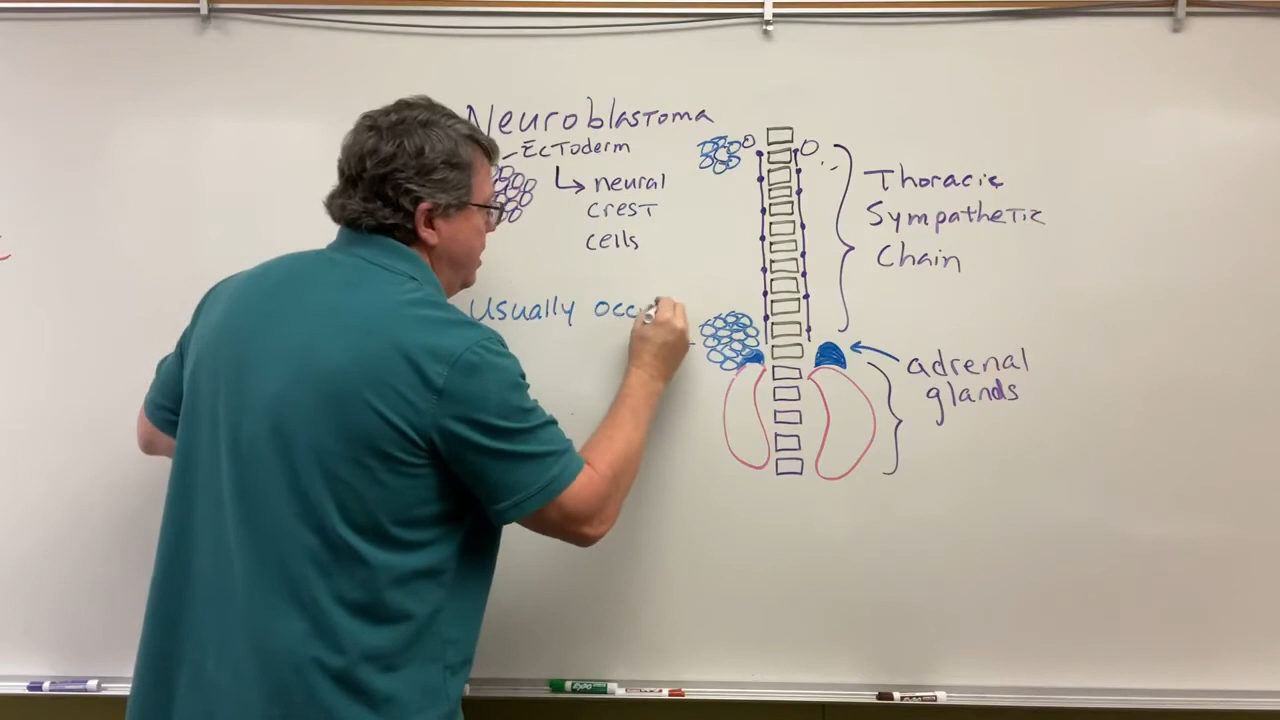 Neuroblastoma
- Ectoderm
↳ neural
crest
cells
Usually occ
Thoracic
Sympathetic
Chain
adrenal
glands